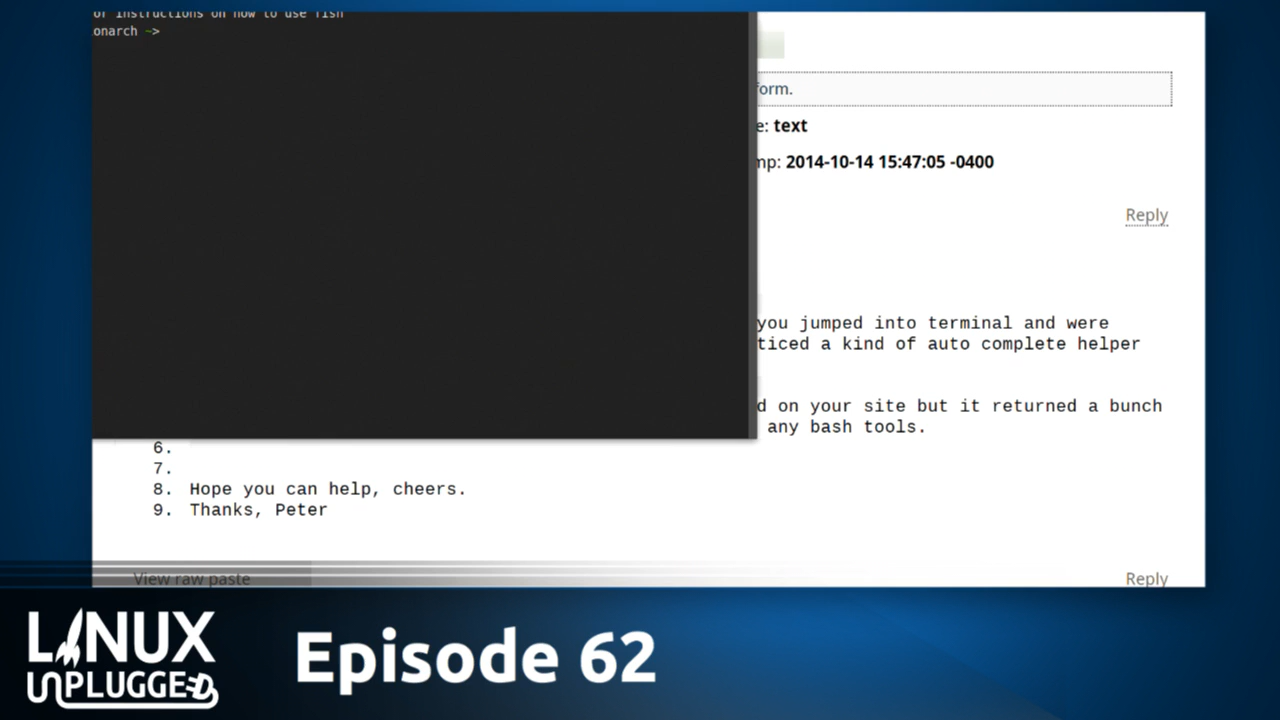 or instructions on how to use fish
onarch ~>
form.
e: text
mp: 2014-10-14 15:47:05 -0400
Reply
you jumped into terminal and were
ticed a kind of auto complete helper
d on your site but it returned a bunch
any bash tools.
6.
7.
8. Hope you can help, cheers.
9. Thanks, Peter
View raw paste
Reply
LINUX
UNPLUGGED
Episode 62